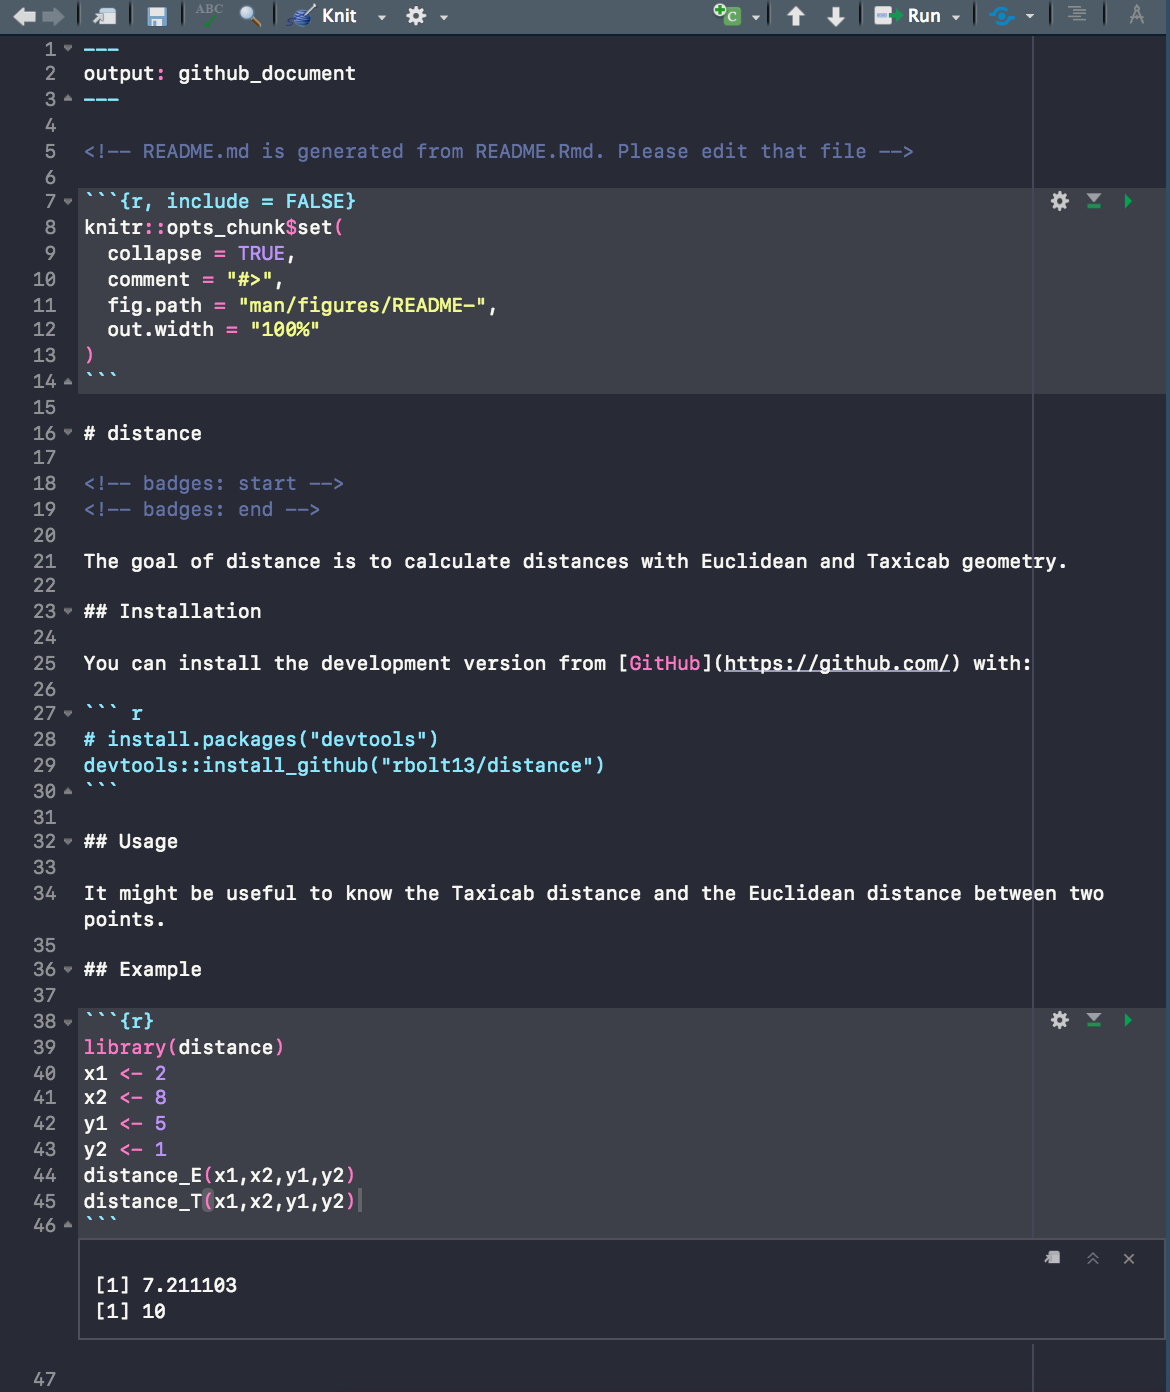 ABC Knit C Run
1 ---
2 output: github_document
3 ---
4
5 <!-- README.md is generated from README.Rmd. Please edit that file -->
6
7 ```{r, include = FALSE}
8 knitr::opts_chunk$set(
9   collapse = TRUE,
10   comment = "#>",
11   fig.path = "man/figures/README-",
12   out.width = "100%"
13 )
14 ```
15
16 # distance
17
18 <!-- badges: start -->
19 <!-- badges: end -->
20
21 The goal of distance is to calculate distances with Euclidean and Taxicab geometry.
22
23 ## Installation
24
25 You can install the development version from [GitHub](https://github.com/) with:
26
27 ``` r
28 # install.packages("devtools")
29 devtools::install_github("rbolt13/distance")
30 ```
31
32 ## Usage
33
34 It might be useful to know the Taxicab distance and the Euclidean distance between two
points.
35
36 ## Example
37
38 ```{r}
39 library(distance)
40 x1 <- 2
41 x2 <- 8
42 y1 <- 5
43 y2 <- 1
44 distance_E(x1,x2,y1,y2)
45 distance_T(x1,x2,y1,y2)
46 ```
[1] 7.211103
[1] 10
47